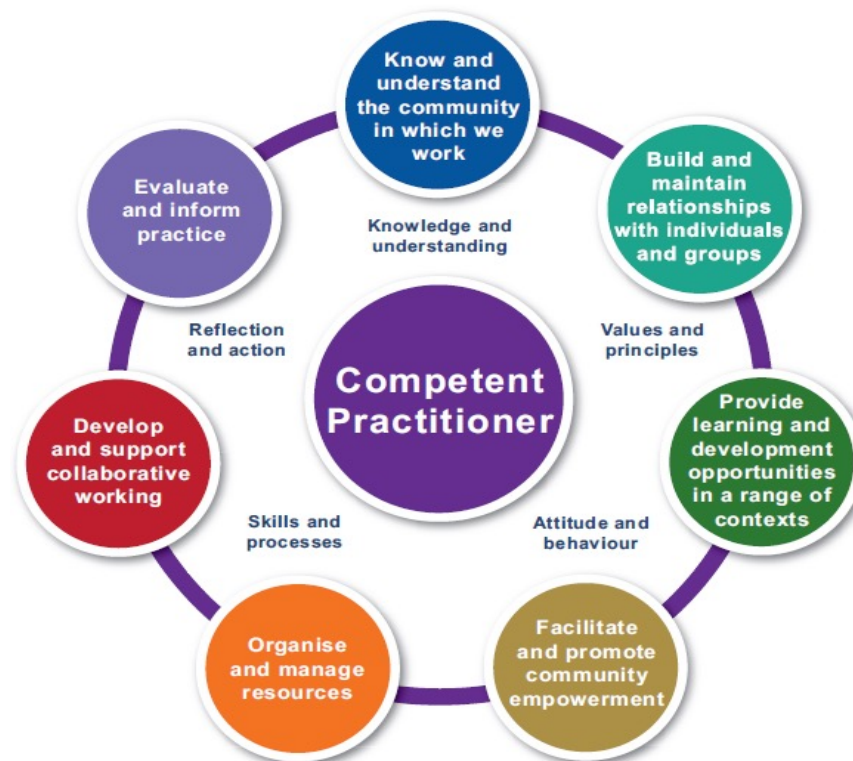 Know and
understand
the community
in which we
work
Build and
maintain
relationships
with individuals
and groups
Provide
learning and
development
opportunities
in a range of
contexts
Facilitate
and promote
community
empowerment
Organise
and manage
resources
Develop
and support
collaborative
working
Evaluate
and inform
practice
Knowledge and
understanding
Values and
principles
Attitude and
behaviour
Skills and
processes
Reflection
and action
Competent
Practitioner